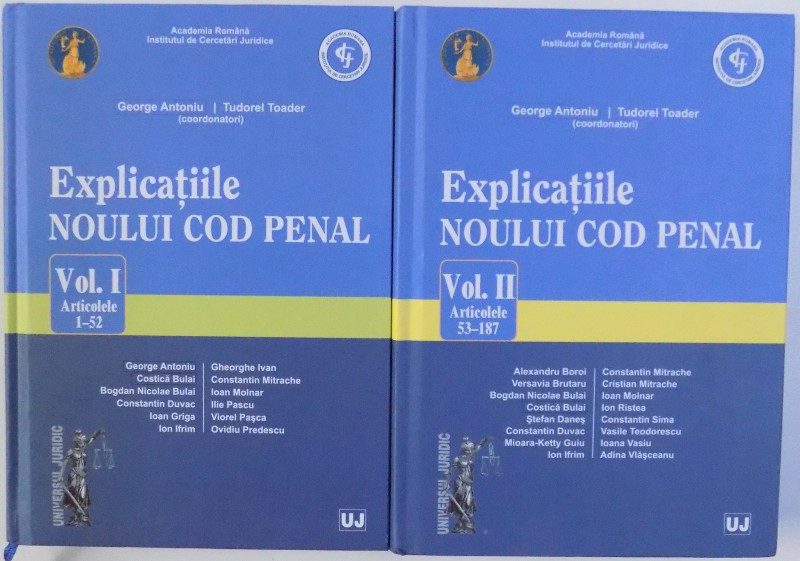 Academia Română
Institutul de Cercetări Juridice
George Antoniu | Tudorel Toader
(coordonatori)
Explicațiile
NOULUI COD PENAL
Vol. I
Articolele
1–52
George Antoniu
Costică Bulai
Bogdan Nicolae Bulai
Constantin Duvac
Ioan Griga
Ion Ifrim
Gheorghe Ivan
Constantin Mitrache
Ioan Molnar
Ilie Pascu
Viorel Pașca
Ovidiu Predescu
UNIVERSUL JURIDIC
UJ
Academia Română
Institutul de Cercetări Juridice
George Antoniu | Tudorel Toader
(coordonatori)
Explicațiile
NOULUI COD PENAL
Vol. II
Articolele
53–187
Alexandru Boroi
Versavia Brutaru
Bogdan Nicolae Bulai
Costică Bulai
Ștefan Daneș
Constantin Duvac
Mioara-Ketty Guiu
Ion Ifrim
Constantin Mitrache
Cristian Mitrache
Ioan Molnar
Ion Ristea
Constantin Sima
Vasile Teodorescu
Ioana Vasiu
Adina Vlășceanu
UNIVERSUL JURIDIC
UJ